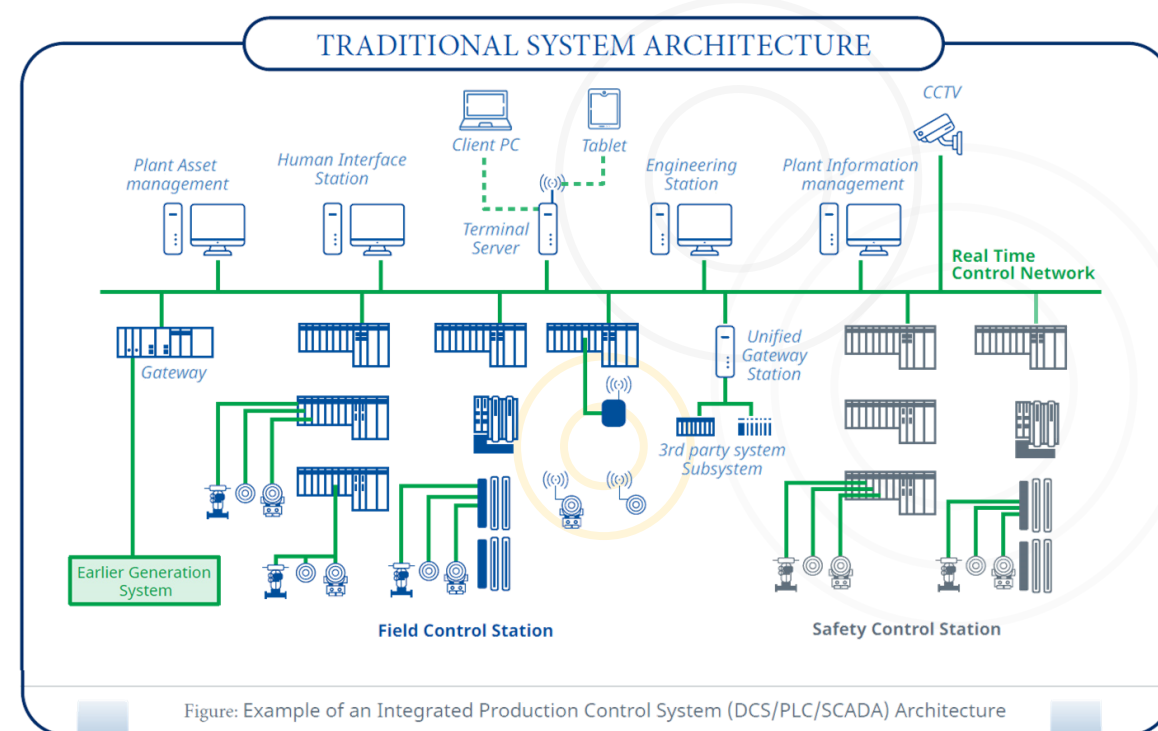 TRADITIONAL SYSTEM ARCHITECTURE
CCTV
Client PC
Tablet
Plant Asset
management
Human Interface
Station
Engineering
Station
Plant Information
management
Terminal
Server
Real Time
Control Network
Gateway
Unified
Gateway
Station
3rd party system
Subsystem
Earlier Generation
System
Field Control Station
Safety Control Station
Figure: Example of an Integrated Production Control System (DCS/PLC/SCADA) Architecture